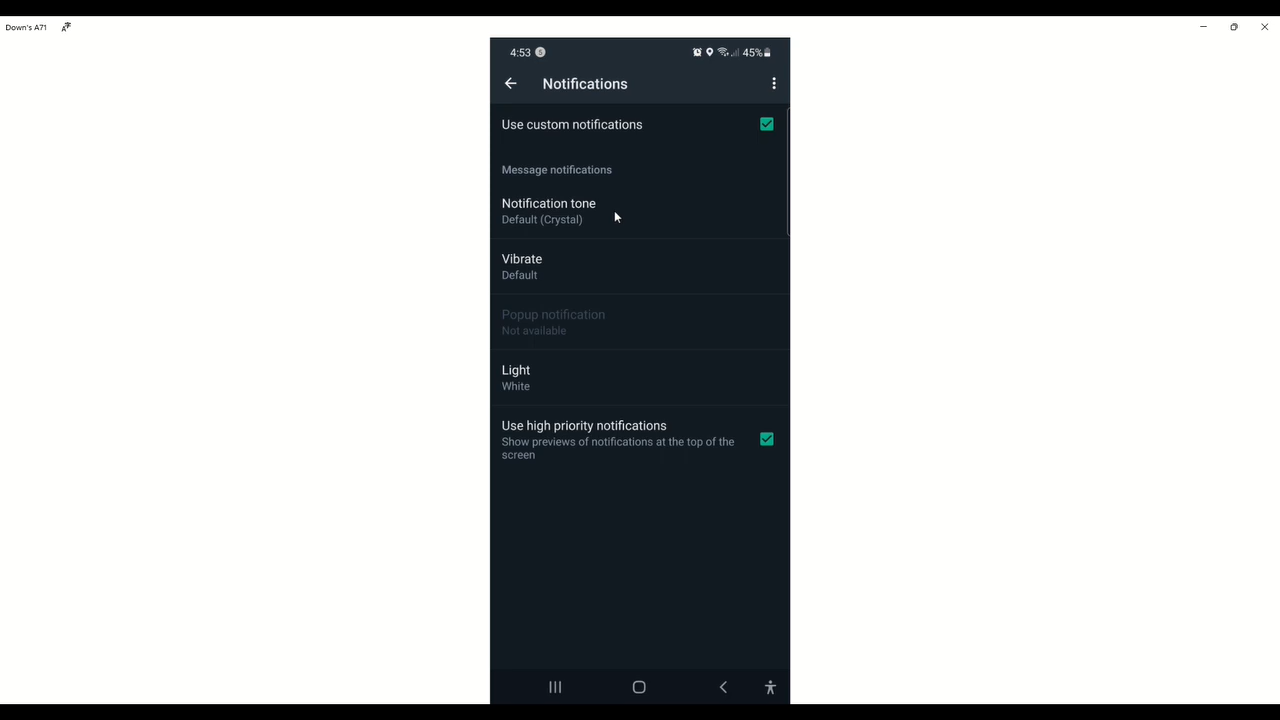 Down's A71
4:53 S 45%
Notifications
Use custom notifications
Message notifications
Notification tone
Default (Crystal)
Vibrate
Default
Popup notification
Not available
Light
White
Use high priority notifications
Show previews of notifications at the top of the
screen